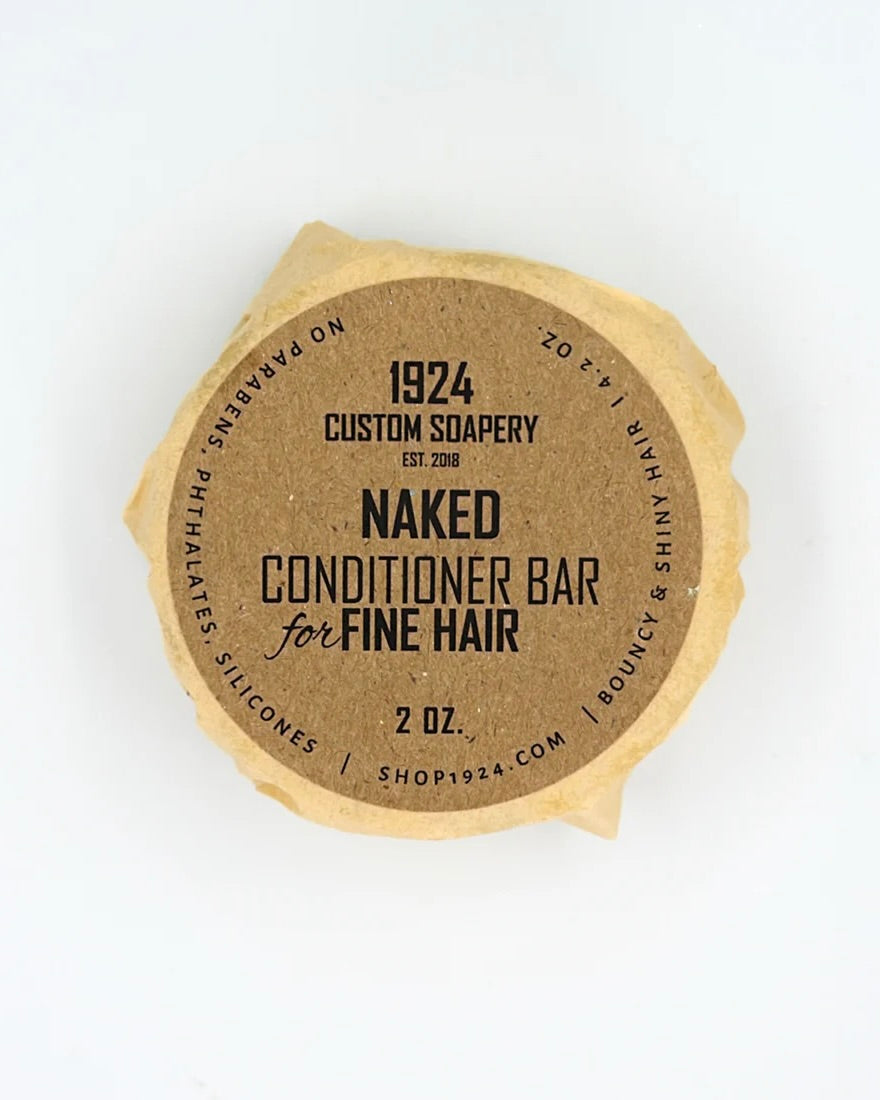 1924
CUSTOM SOAPERY
EST. 2018
NAKED
CONDITIONER BAR
for FINE HAIR
2 OZ.
NO PARABENS, PHTHALATES, SILICONES | SHOP1924.COM | BOUNCY & SHINY HAIR | 4.2 OZ.